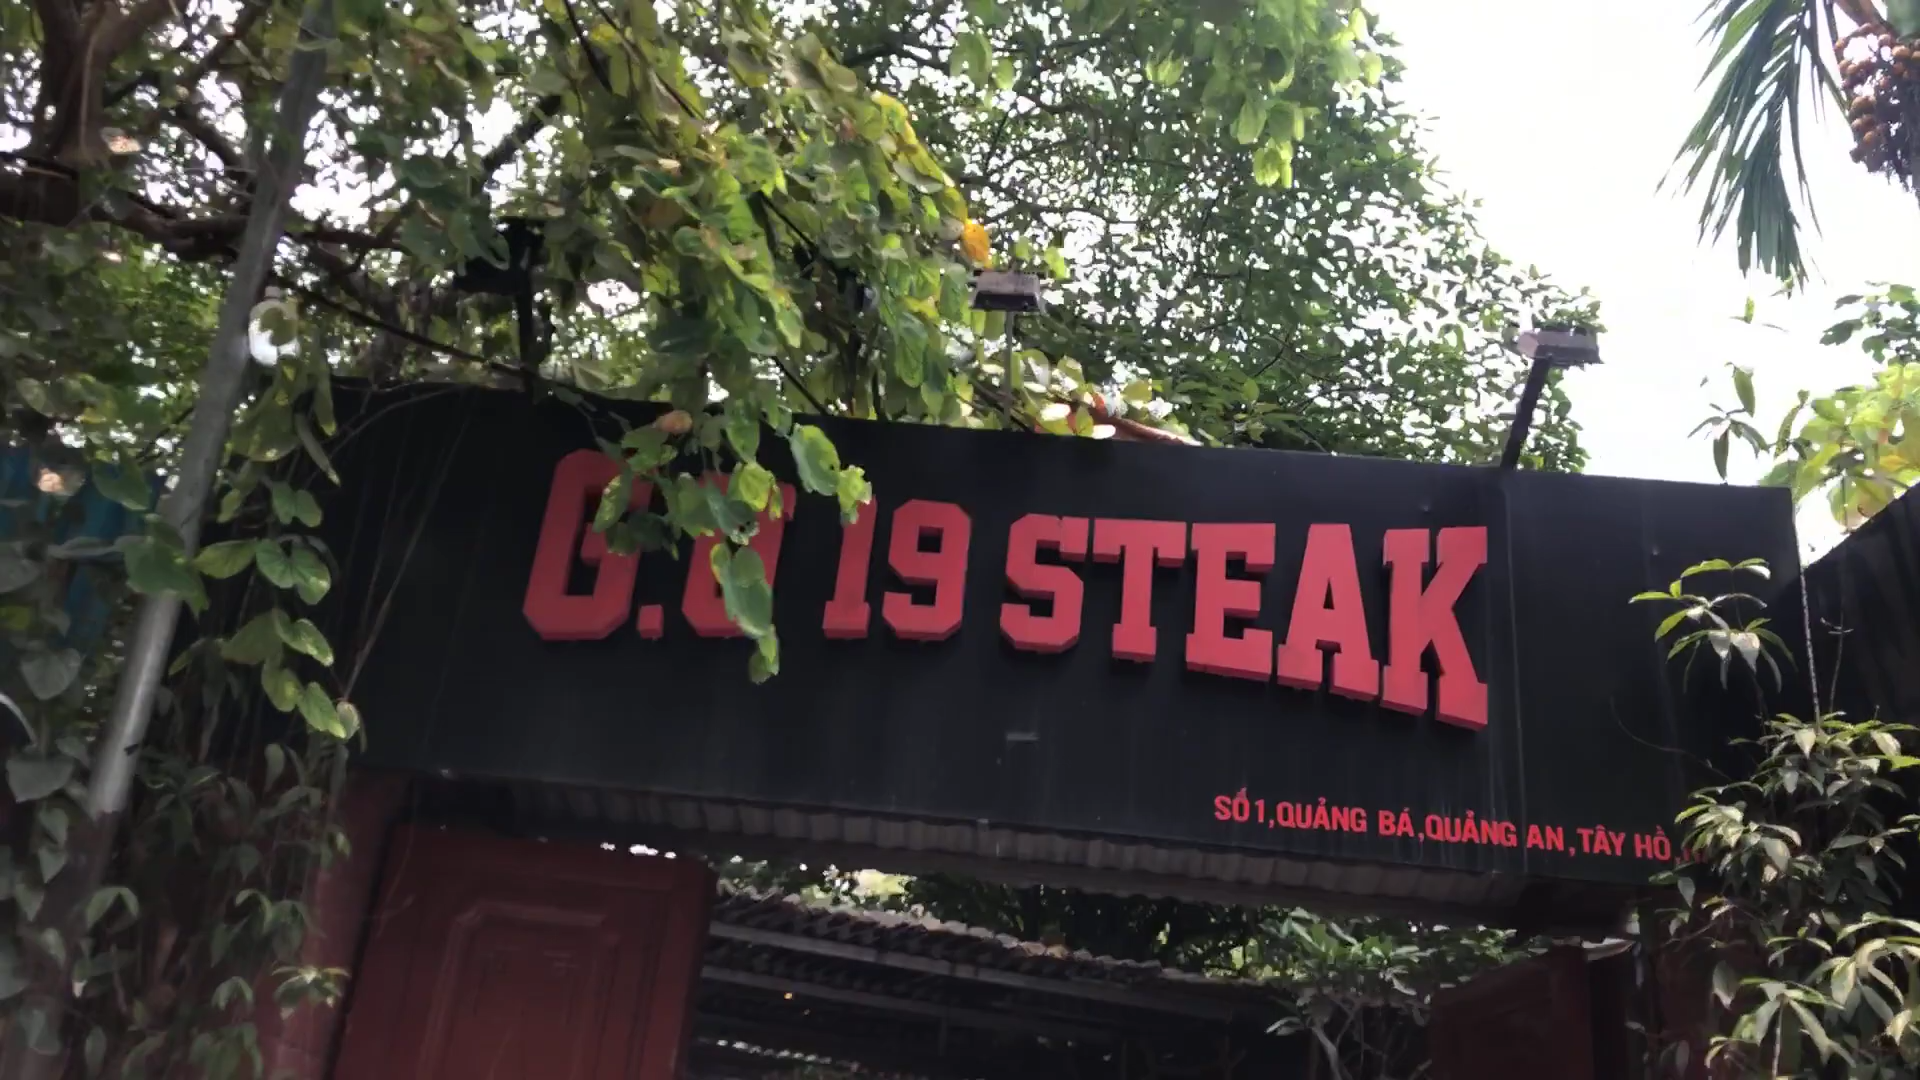 19 STEAK
SỐ 1,QUẢNG BÁ,QUẢNG AN,TÂY HỒ,